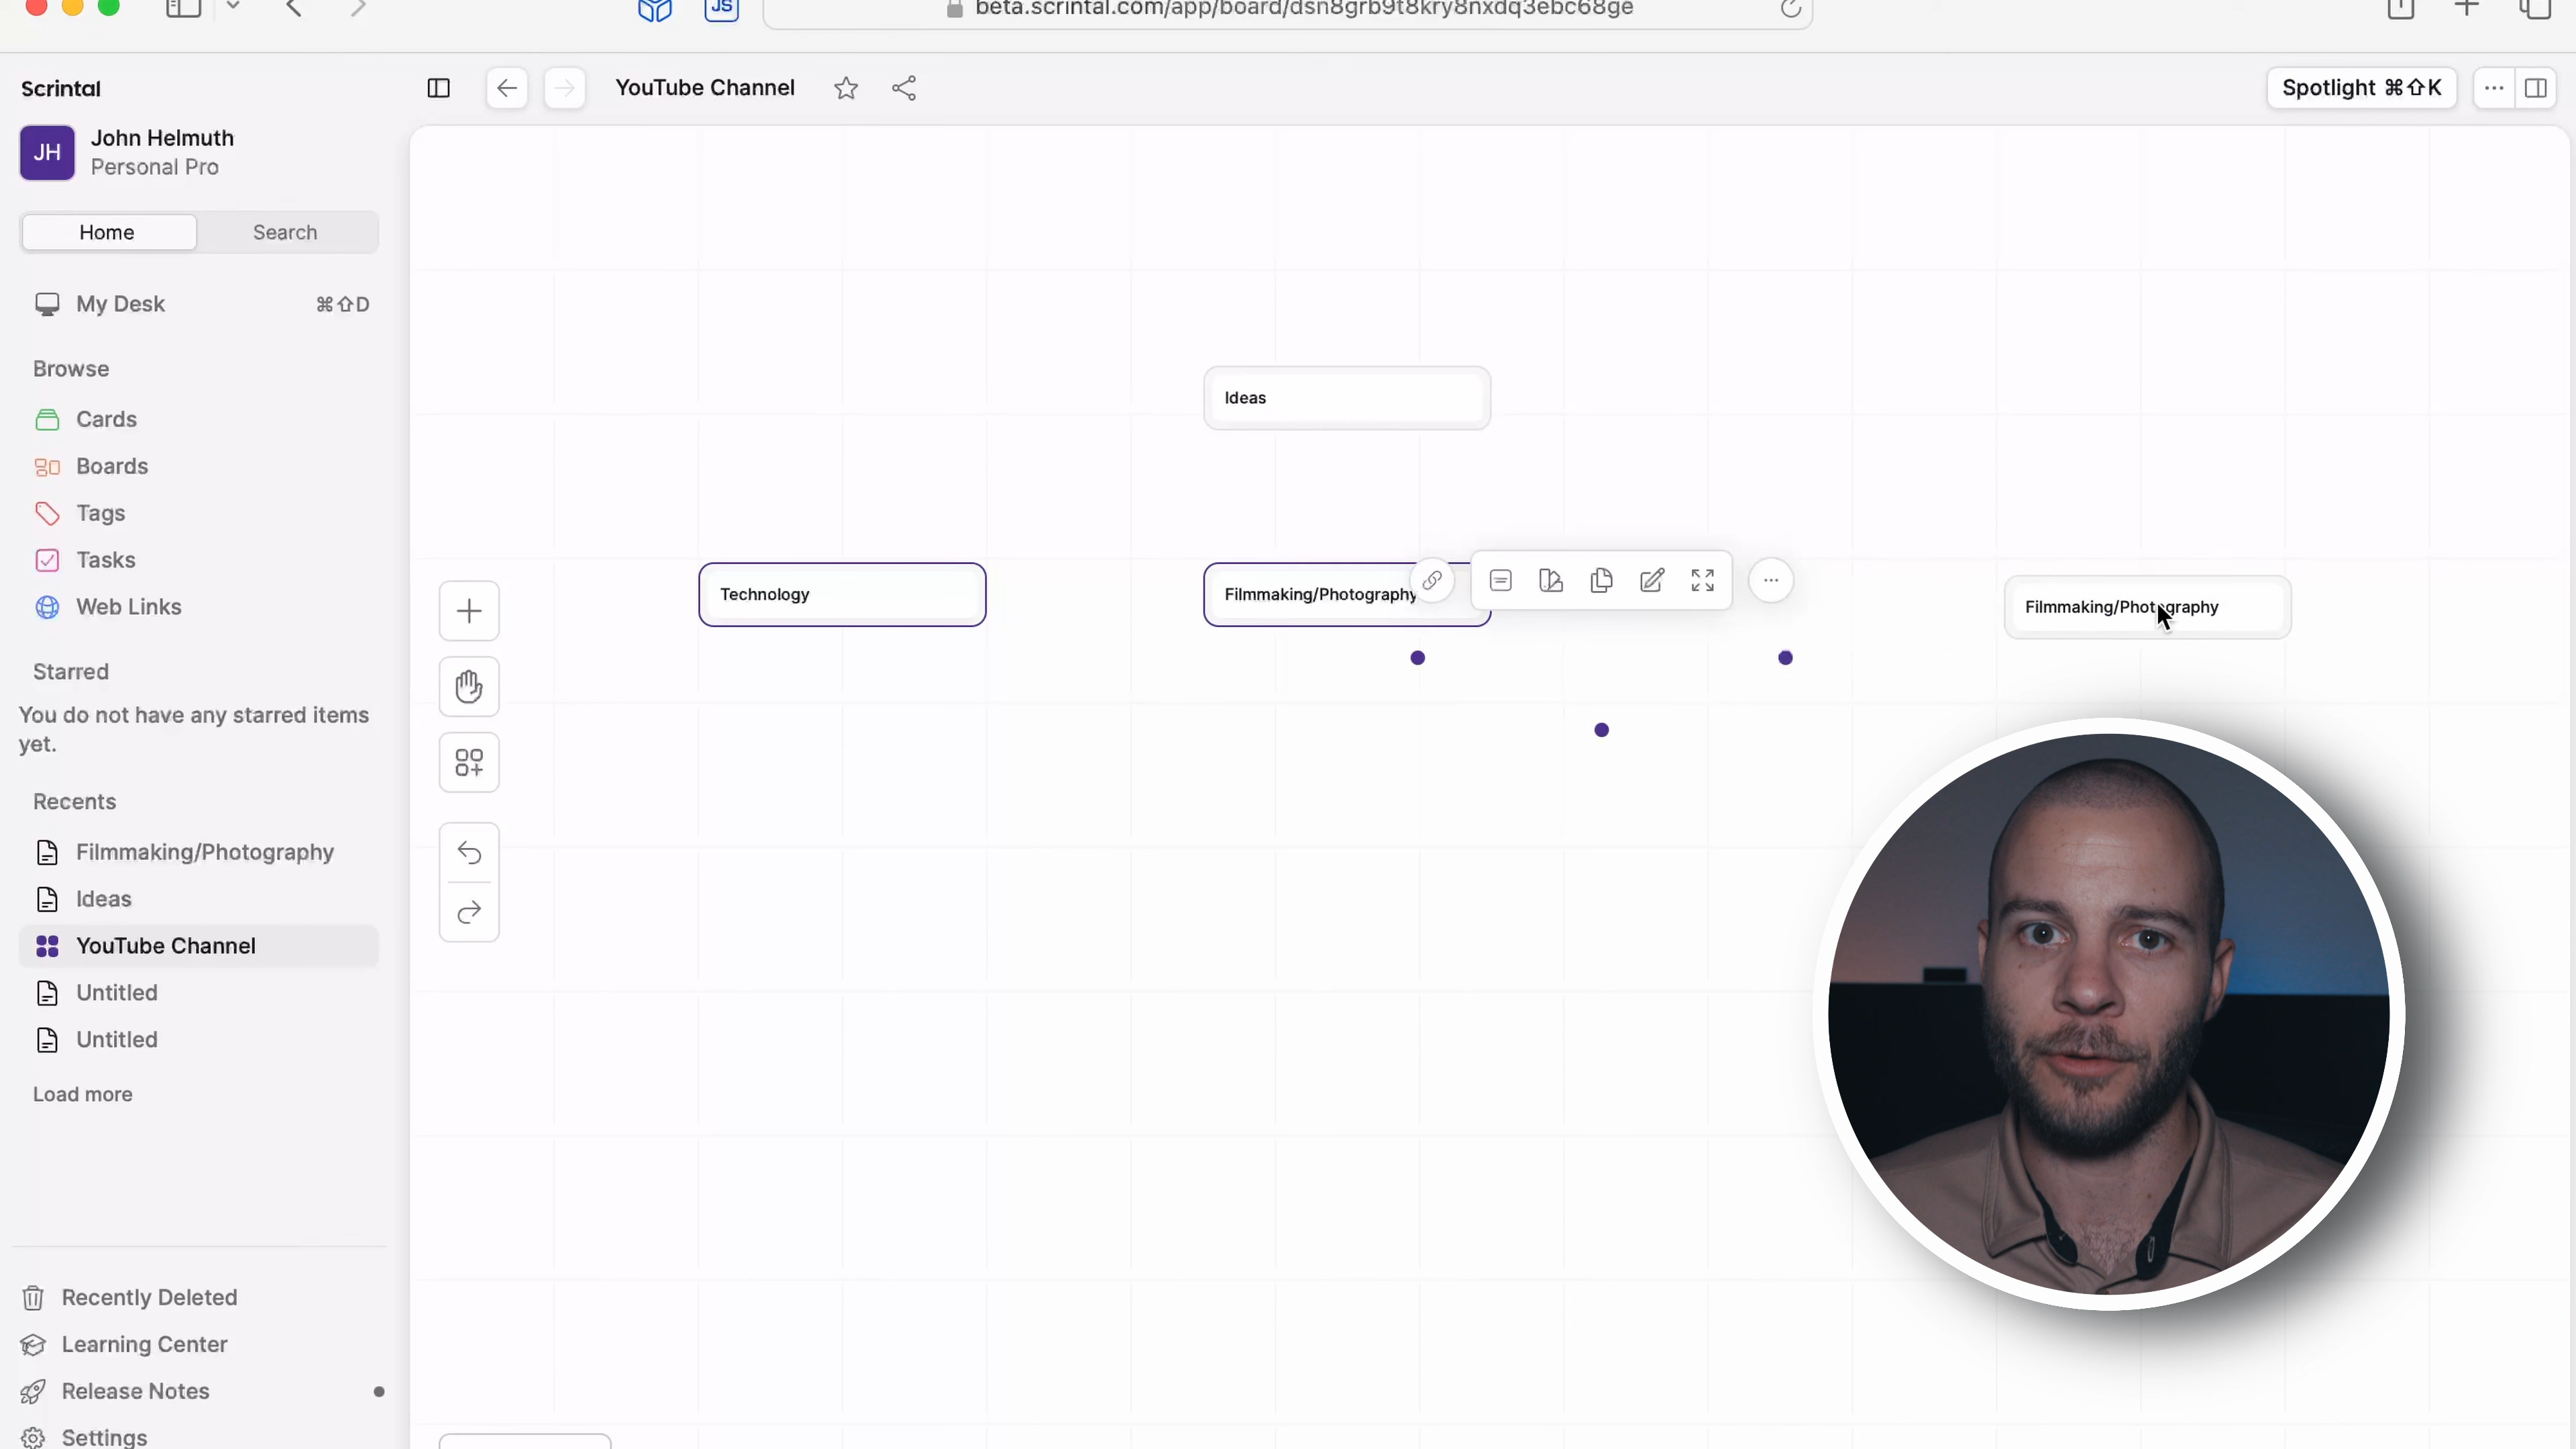 JS
beta.scrintal.com/app/board/dsn8grb9t8kry8nxdq3ebc68ge
Scrintal
YouTube Channel
Spotlight ⌘⇧K
JH
John Helmuth
Personal Pro
Home
Search
My Desk
⌘⇧D
Browse
Cards
Boards
Tags
Tasks
Web Links
Starred
You do not have any starred items
yet.
Recents
Filmmaking/Photography
Ideas
YouTube Channel
Untitled
Untitled
Load more
Recently Deleted
Learning Center
Release Notes
Settings
Ideas
Technology
Filmmaking/Photography
Filmmaking/Photography